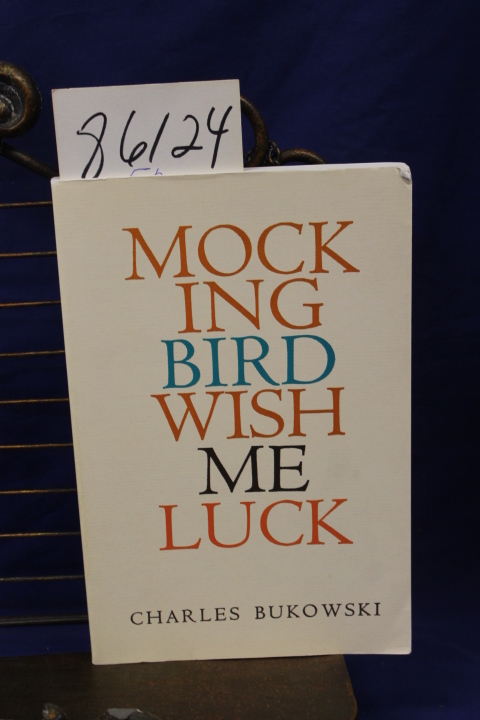 86124
MOCK
ING
BIRD
WISH
ME
LUCK
CHARLES BUKOWSKI